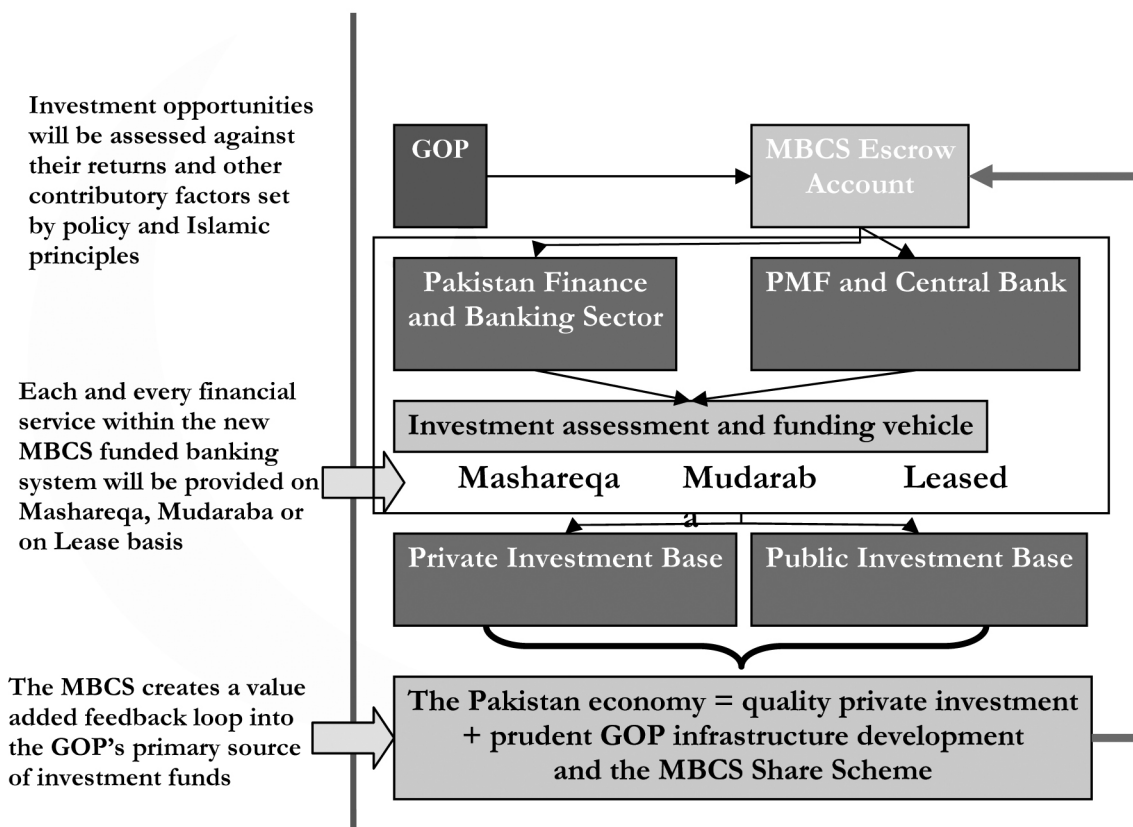 Investment opportunities
will be assessed against
their returns and other
contributory factors set
by policy and Islamic
principles
GOP
MBCS Escrow
Account
Pakistan Finance
and Banking Sector
PMF and Central Bank
Each and every financial
service within the new
MBCS funded banking
system will be provided on
Mashareqa, Mudaraba or
on Lease basis
Investment assessment and funding vehicle
Mashareqa
Mudarab
a
Leased
Private Investment Base
Public Investment Base
The MBCS creates a value
added feedback loop into
the GOP’s primary source
of investment funds
The Pakistan economy = quality private investment
+ prudent GOP infrastructure development
and the MBCS Share Scheme